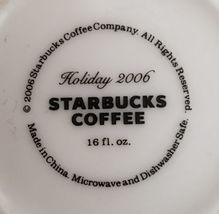 © 2006 Starbucks Coffee Company. All Rights Reserved.
Holiday 2006
STARBUCKS
COFFEE
16 fl. oz.
Made in China. Microwave and Dishwasher Safe.